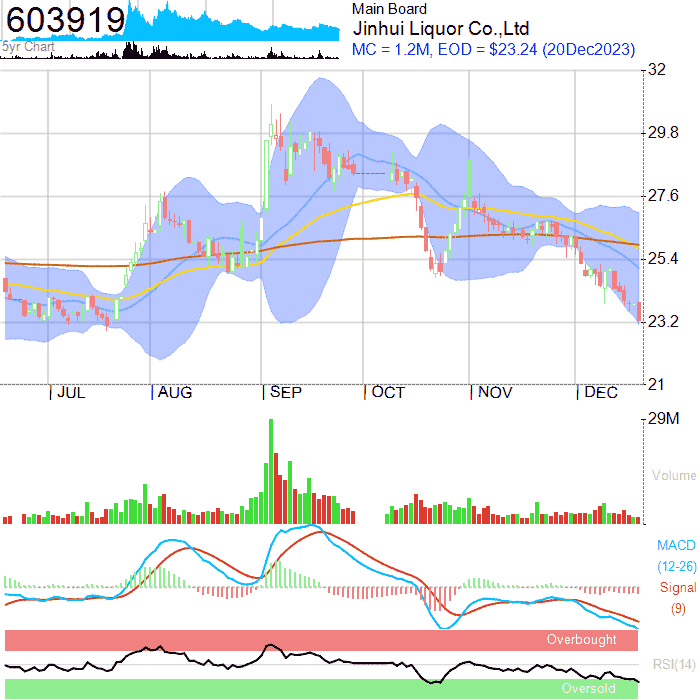 603919
5yr Chart
Main Board
Jinhui Liquor Co.,Ltd
MC = 1.2M, EOD = $23.24 (20Dec2023)
32
29.8
27.6
25.4
23.2
21
JUL AUG SEP OCT NOV DEC
29M
Volume
MACD
(12-26)
Signal
(9)
Overbought
RSI(14)
Oversold